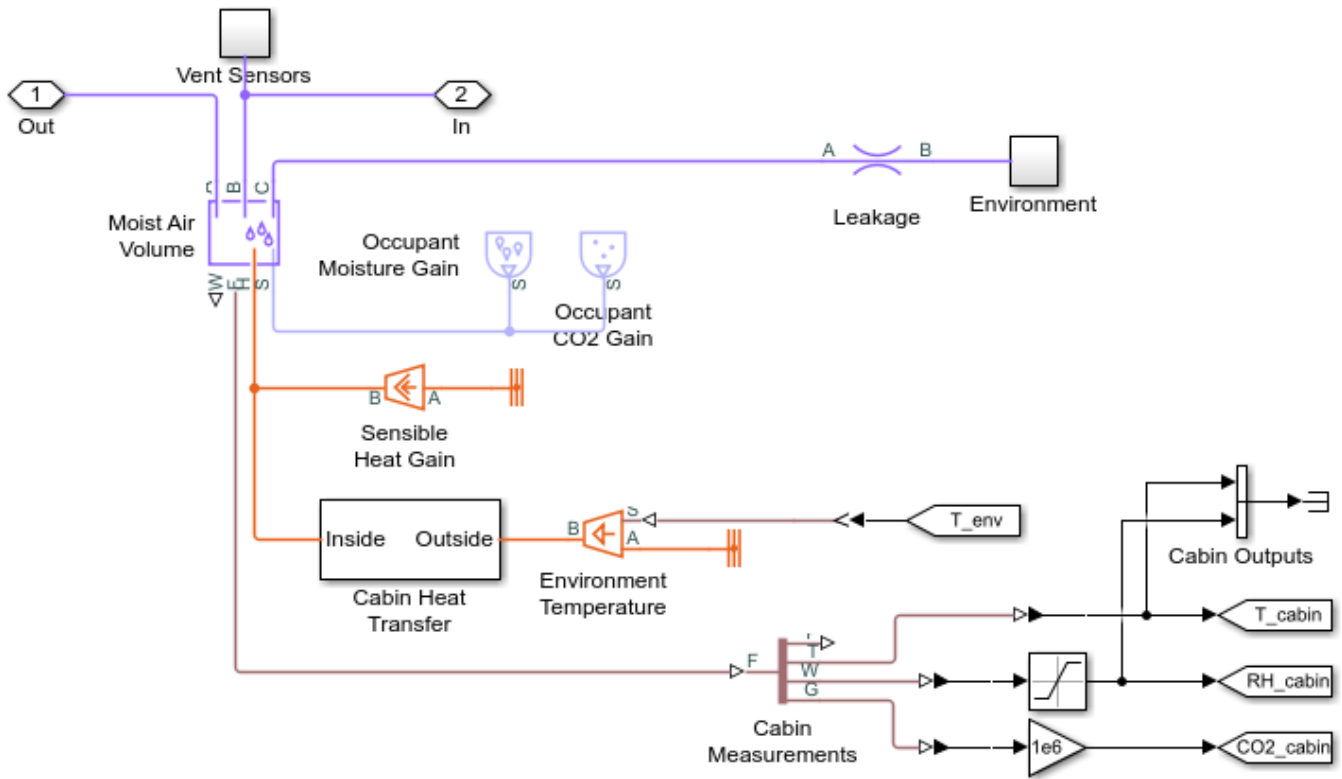 Vent Sensors
1
Out
2
In
A
B
Leakage
Environment
B
C
Moist Air
Volume
W
H
S
Occupant
Moisture Gain
S
S
Occupant
CO2 Gain
B
A
Sensible
Heat Gain
Inside
Outside
Cabin Heat
Transfer
B
S
A
Environment
Temperature
T_env
Cabin Outputs
T_cabin
F
T
W
G
RH_cabin
Cabin
Measurements
1e6
CO2_cabin